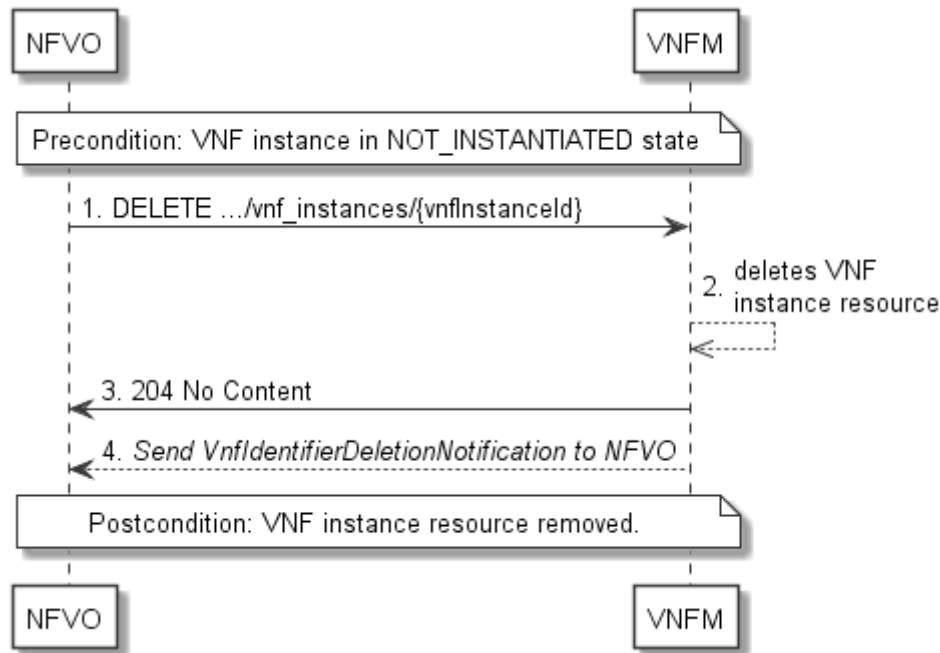 NFVO
VNFM
Precondition: VNF instance in NOT_INSTANTIATED state
1. DELETE .../vnf_instances/{vnfInstanceId}
2. deletes VNF
instance resource
3. 204 No Content
4. Send VnfIdentifierDeletionNotification to NFVO
Postcondition: VNF instance resource removed.
NFVO
VNFM